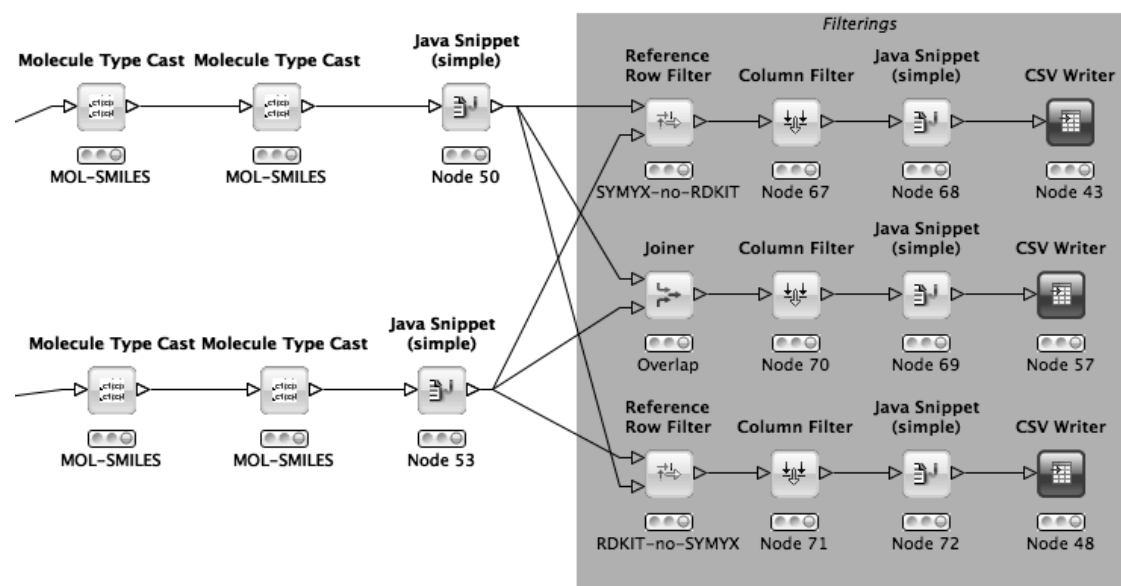 Filterings
Molecule Type Cast
Molecule Type Cast
Java Snippet
(simple)
Reference
Row Filter
Column Filter
Java Snippet
(simple)
CSV Writer
MOL-SMILES
MOL-SMILES
Node 50
SYMYX-no-RDKIT
Node 67
Node 68
Node 43
Joiner
Column Filter
Java Snippet
(simple)
CSV Writer
Overlap
Node 70
Node 69
Node 57
Molecule Type Cast
Molecule Type Cast
Java Snippet
(simple)
MOL-SMILES
MOL-SMILES
Node 53
Reference
Row Filter
Column Filter
Java Snippet
(simple)
CSV Writer
RDKIT-no-SYMYX
Node 71
Node 72
Node 48